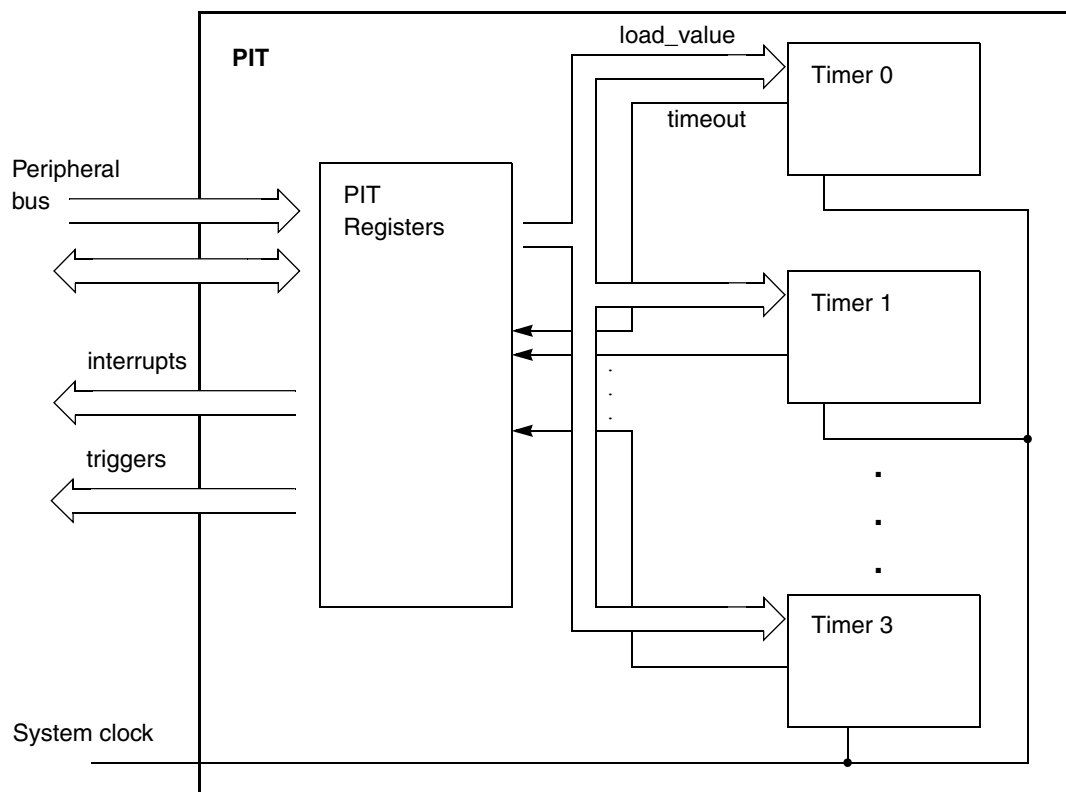 load_value
PIT
Timer 0
timeout
Peripheral
bus
PIT
Registers
Timer 1
interrupts
triggers
Timer 3
System clock